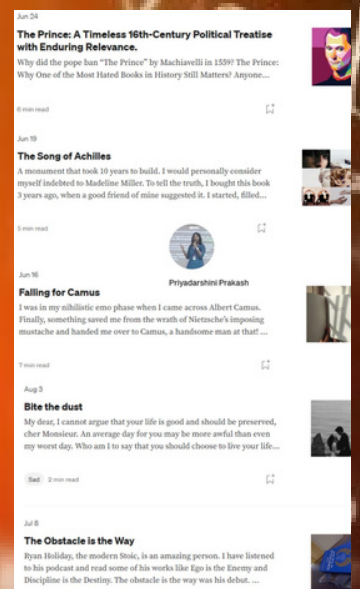 Jun 24
The Prince: A Timeless 16th-Century Political Treatise
with Enduring Relevance.
Why did the pope ban “The Prince” by Machiavelli in 1559? The Prince:
Why One of the Most Hated Books in History Still Matters? Anyone...
6 min read
Jun 19
The Song of Achilles
A monument that took 10 years to build. I would personally consider
myself indebted to Madeline Miller. To tell the truth, I bought this book
3 years ago, when a good friend of mine suggested it. I started, filled...
5 min read
Priyadarshini Prakash
Jun 16
Falling for Camus
I was in my nihilistic emo phase when I came across Albert Camus.
Finally, something saved me from the wrath of Nietzsche's imposing
mustache and handed me over to Camus, a handsome man at that! ...
7 min read
Aug 3
Bite the dust
My dear, I cannot argue that your life is good and should be preserved,
cher Monsieur. An average day for you may be more awful than even
my worst day. Who am I to say that you should choose to live your life...
Sad 2 min read
Jul 8
The Obstacle is the Way
Ryan Holiday, the modern Stoic, is an amazing person. I have listened
to his podcast and read some of his works like Ego is the Enemy and
Discipline is the Destiny. The obstacle is the way was his debut. ...